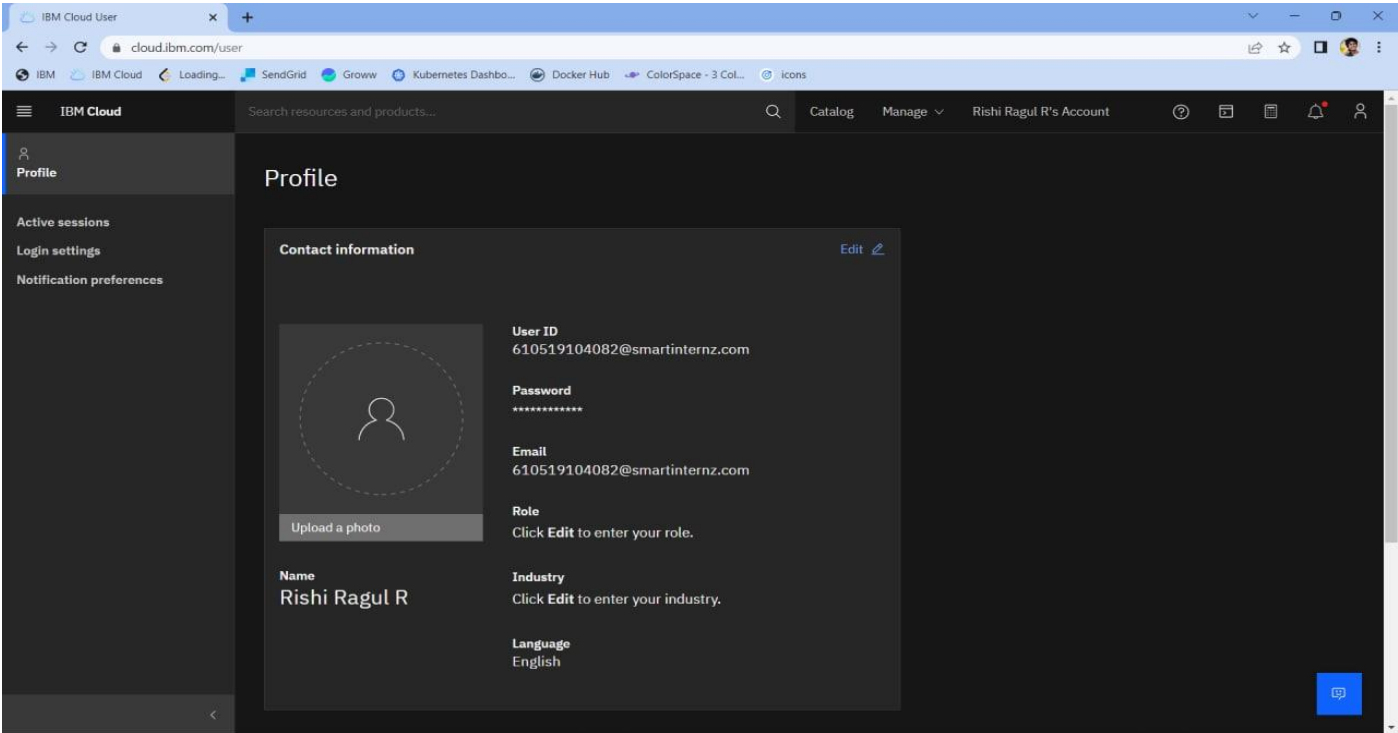 IBM Cloud User
cloud.ibm.com/user
IBM IBM Cloud Loading... SendGrid Groww Kubernetes Dashbo... Docker Hub ColorSpace - 3 Col... icons
IBM Cloud Search resources and products... Catalog Manage Rishi Ragul R's Account
Profile
Active sessions
Login settings
Notification preferences
Profile
Contact information Edit
Upload a photo
Name
Rishi Ragul R
User ID
610519104082@smartinternz.com
Password
************
Email
610519104082@smartinternz.com
Role
Click Edit to enter your role.
Industry
Click Edit to enter your industry.
Language
English